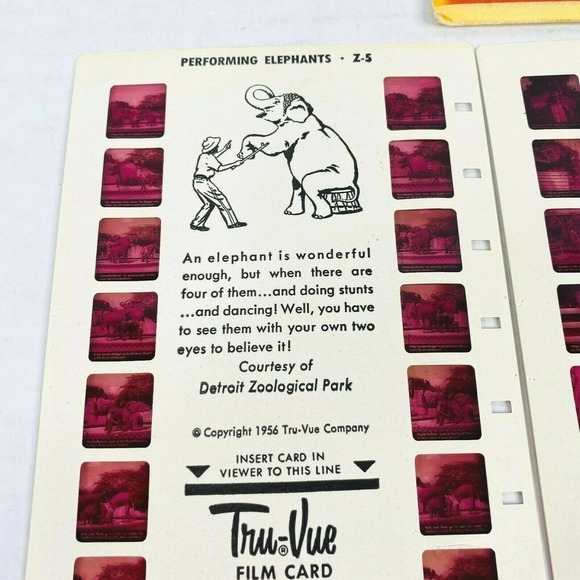 PERFORMING ELEPHANTS • Z-5
An elephant is wonderful
enough, but when there are
four of them...and doing stunts
...and dancing! Well, you have
to see them with your own two
eyes to believe it!
Courtesy of
Detroit Zoological Park
© Copyright 1956 Tru-Vue Company
INSERT CARD IN
VIEWER TO THIS LINE
Tru-Vue
®
FILM CARD